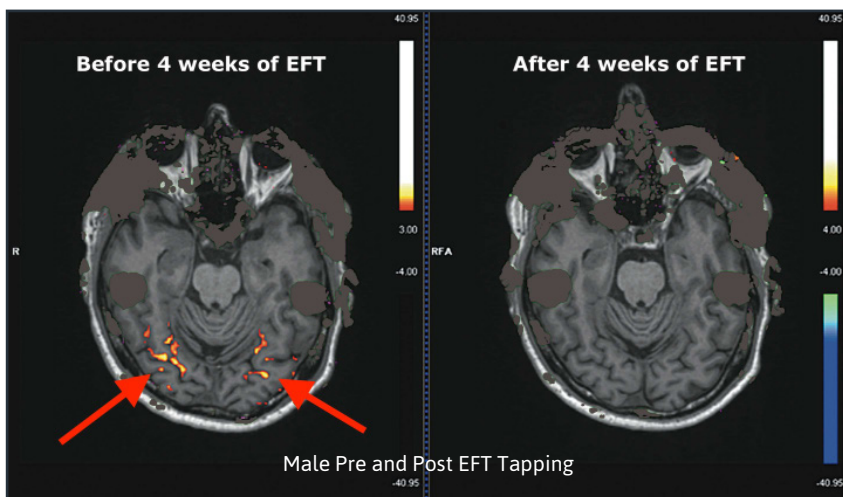 40.95
40.95
Before 4 weeks of EFT
After 4 weeks of EFT
R
3.00
-4.00
RFA
4.00
-4.00
Male Pre and Post EFT Tapping
-40.95
-40.95